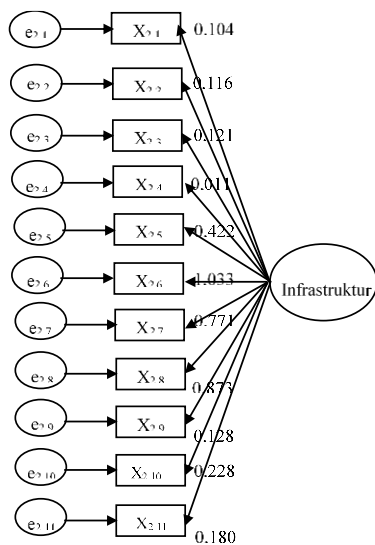 e2.1 X2.1 0.104
e2.2 X2.2 0.116
e2.3 X2.3 0.121
e2.4 X2.4 0.011
e2.5 X2.5 0.422
e2.6 X2.6 1.033
Infrastruktur
e2.7 X2.7 0.771
e2.8 X2.8
0.873
e2.9 X2.9
0.128
e2.10 X2.10 0.228
e2.11 X2.11
0.180